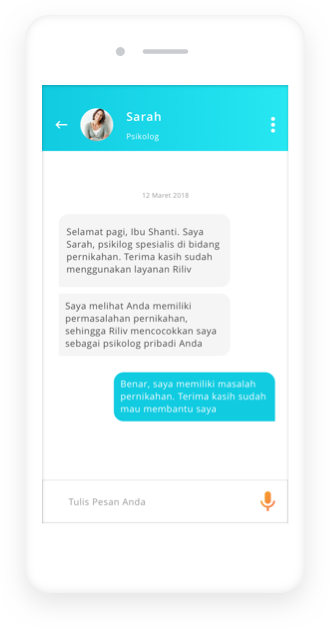 Sarah
Psikolog
12 Maret 2018
Selamat pagi, Ibu Shanti. Saya
Sarah, psikilog spesialis di bidang
pernikahan. Terima kasih sudah
menggunakan layanan Riliv
Saya melihat Anda memiliki
permasalahan pernikahan,
sehingga Riliv mencocokkan saya
sebagai psikolog pribadi Anda
Benar, saya memiliki masalah
pernikahan. Terima kasih sudah
mau membantu saya
Tulis Pesan Anda